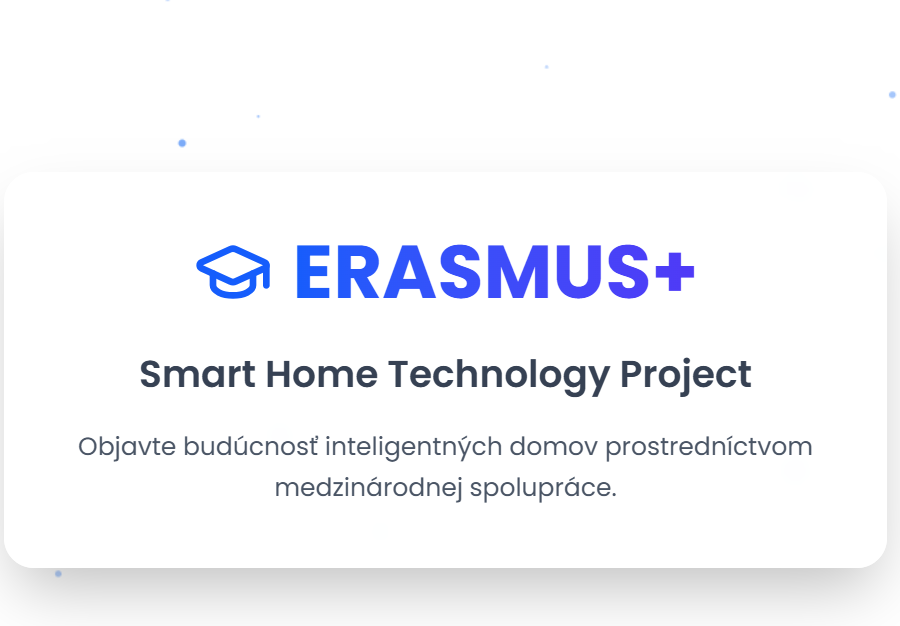 ERASMUS+
Smart Home Technology Project
Objavte budúcnosť inteligentných domov prostredníctvom
medzinárodnej spolupráce.